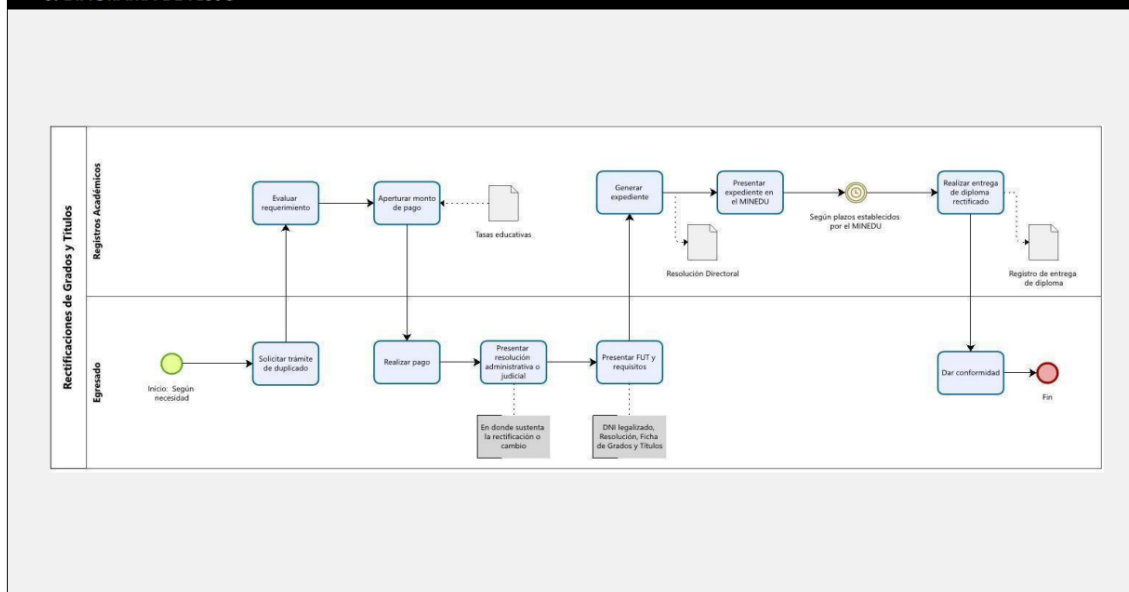 Rectificaciones de Grados y Títulos
Registros Académicos
Evaluar
requerimiento
Aperturar monto
de pago
Tasas educativas
Generar
expediente
Resolución Directoral
Presentar
expediente en
el MINEDU
Según plazos establecidos
por el MINEDU
Realizar entrega
de diploma
rectificado
Registro de entrega
de diploma
Egresado
Inicio: Según
necesidad
Solicitar trámite
de duplicado
Realizar pago
Presentar
resolución
administrativa o
judicial
En donde sustenta
la rectificación o
cambio
Presentar FUT y
requisitos
DNI legalizado,
Resolución, Ficha
de Grados y Títulos
Dar conformidad
Fin